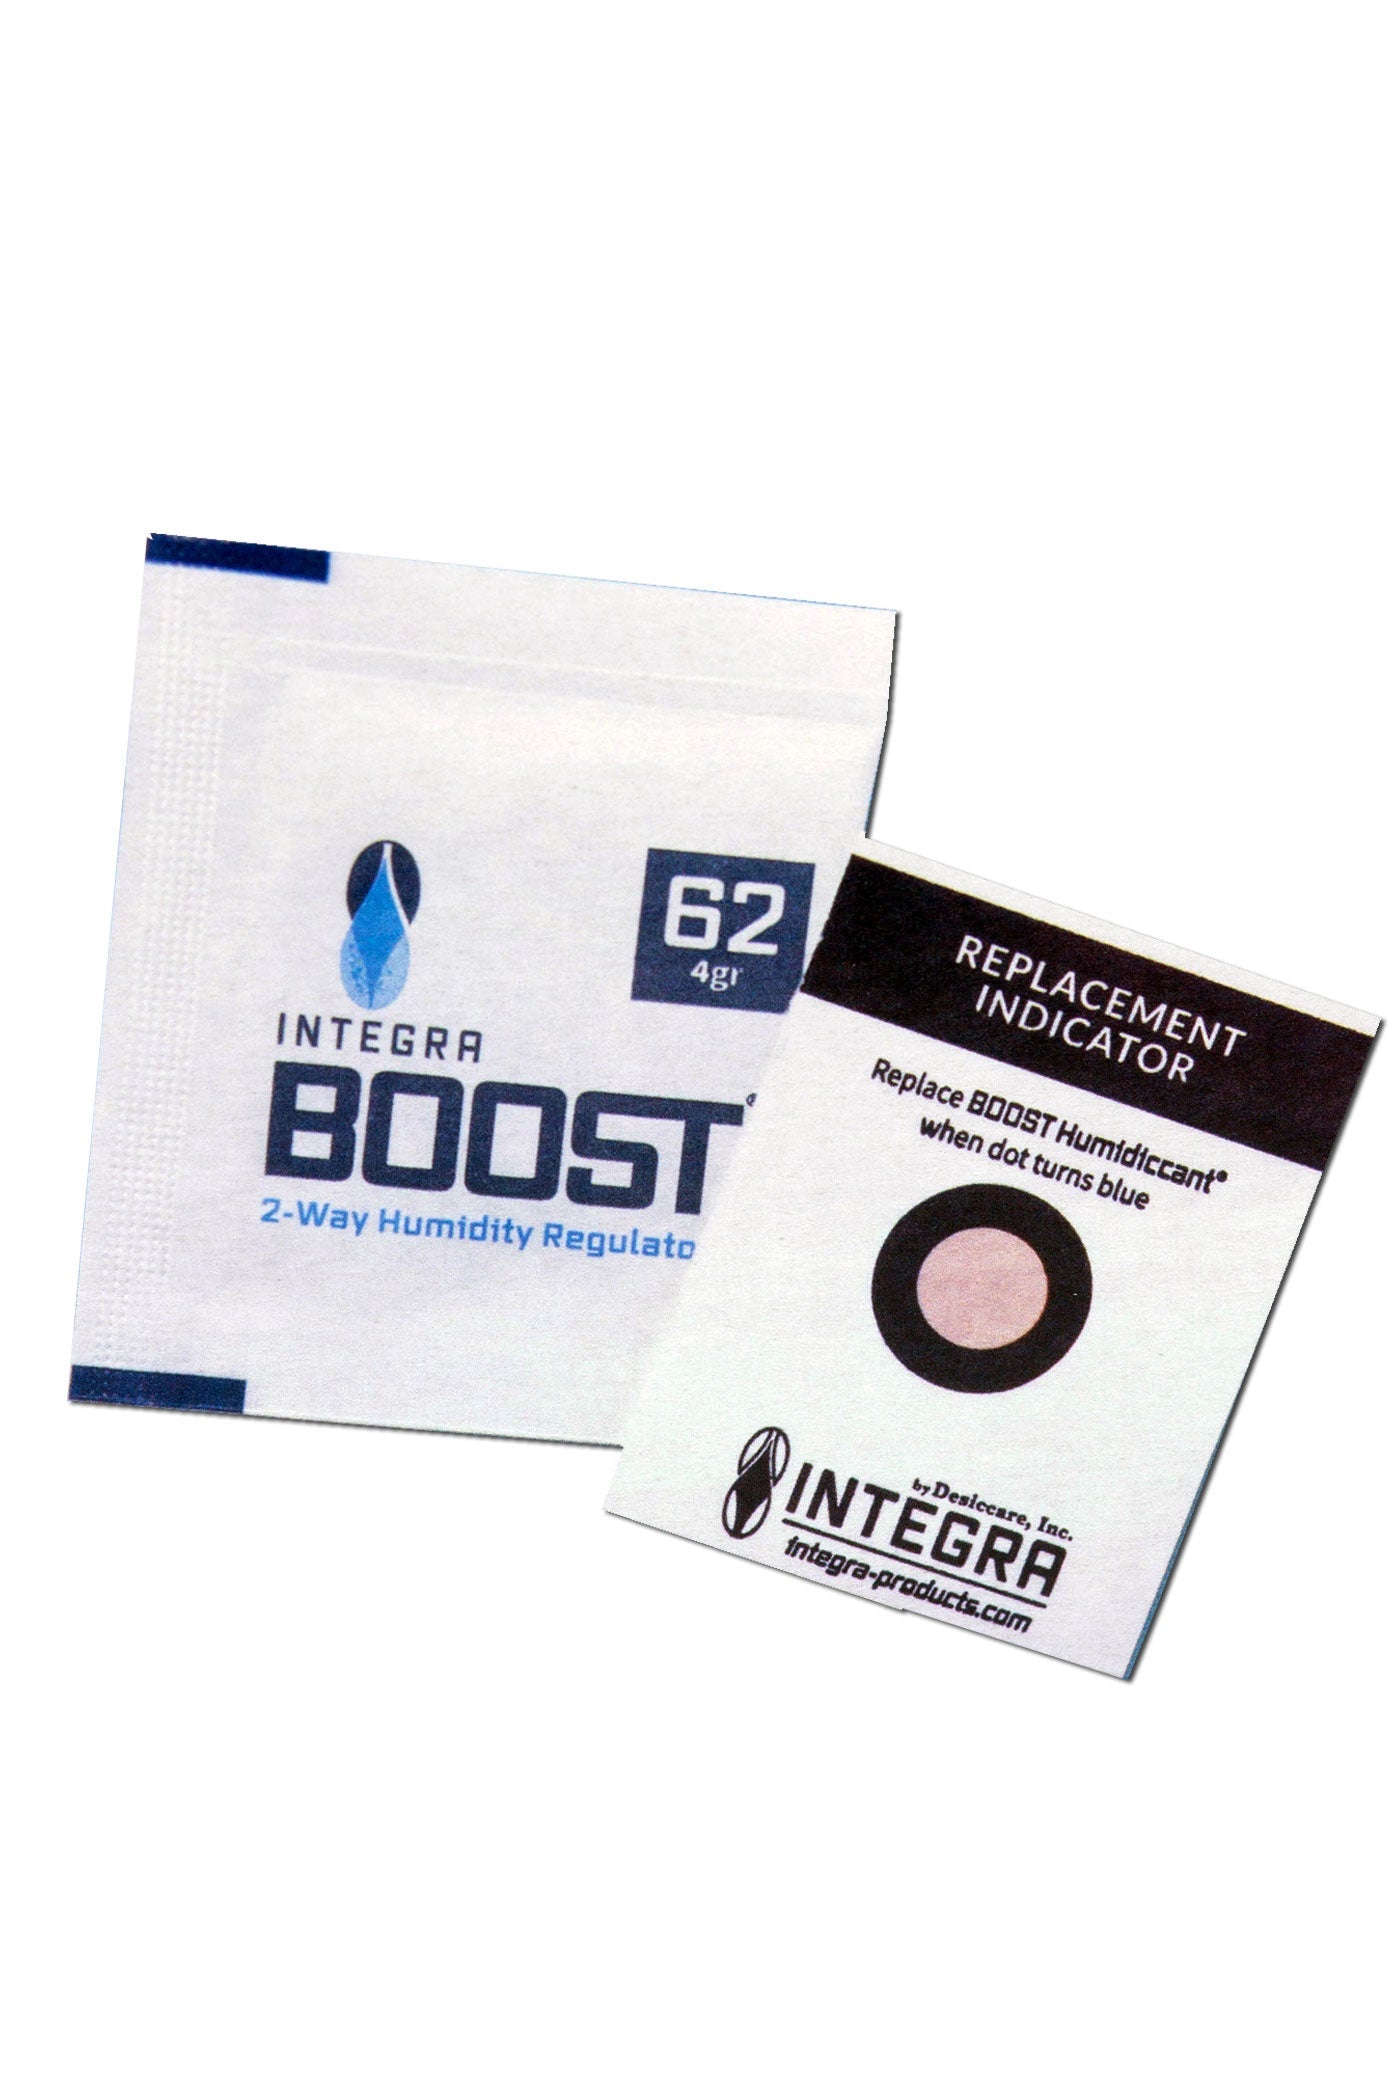 62
4gr
INTEGRA
BOOST®
2-Way Humidity Regulato
REPLACEMENT
INDICATOR
Replace BOOST Humidiccant®
when dot turns blue
by Desiccare, Inc.
INTEGRA
integra-products.com